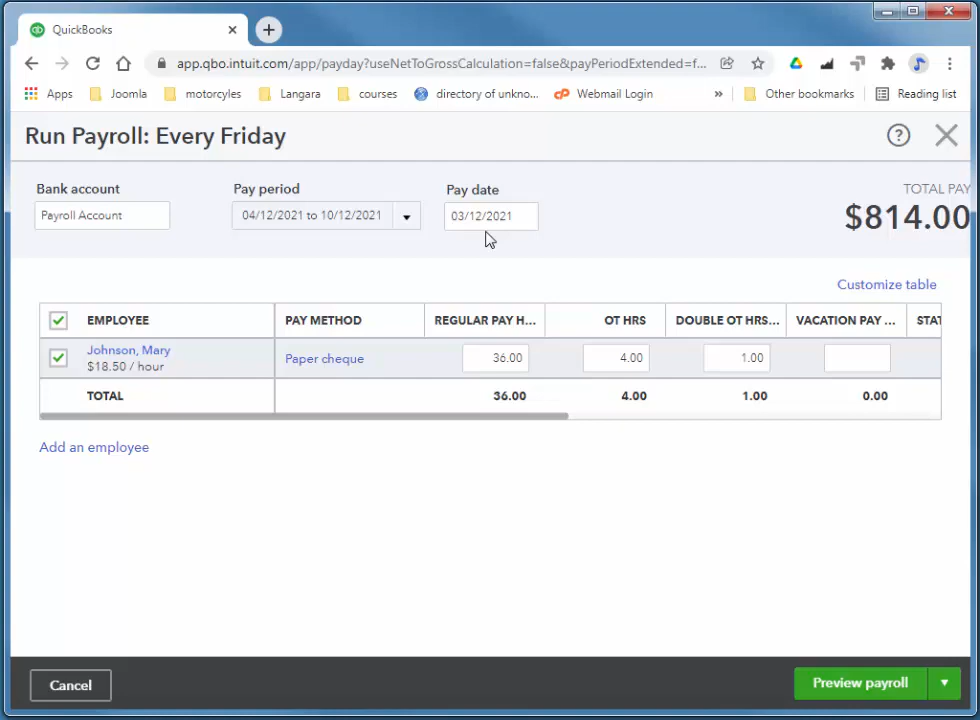 QuickBooks
app.qbo.intuit.com/app/payday?useNetToGrossCalculation=false&payPeriodExtended=f...
Apps Joomla motorcyles Langara courses directory of unkno... cP Webmail Login » Other bookmarks Reading list
Run Payroll: Every Friday
Bank account Pay period Pay date TOTAL PAY
Payroll Account 04/12/2021 to 10/12/2021 03/12/2021 $814.00
Customize table
EMPLOYEE PAY METHOD REGULAR PAY H... OT HRS DOUBLE OT HRS... VACATION PAY ... STAT
Johnson, Mary Paper cheque 36.00 4.00 1.00
$18.50 / hour
TOTAL 36.00 4.00 1.00 0.00
Add an employee
Cancel Preview payroll